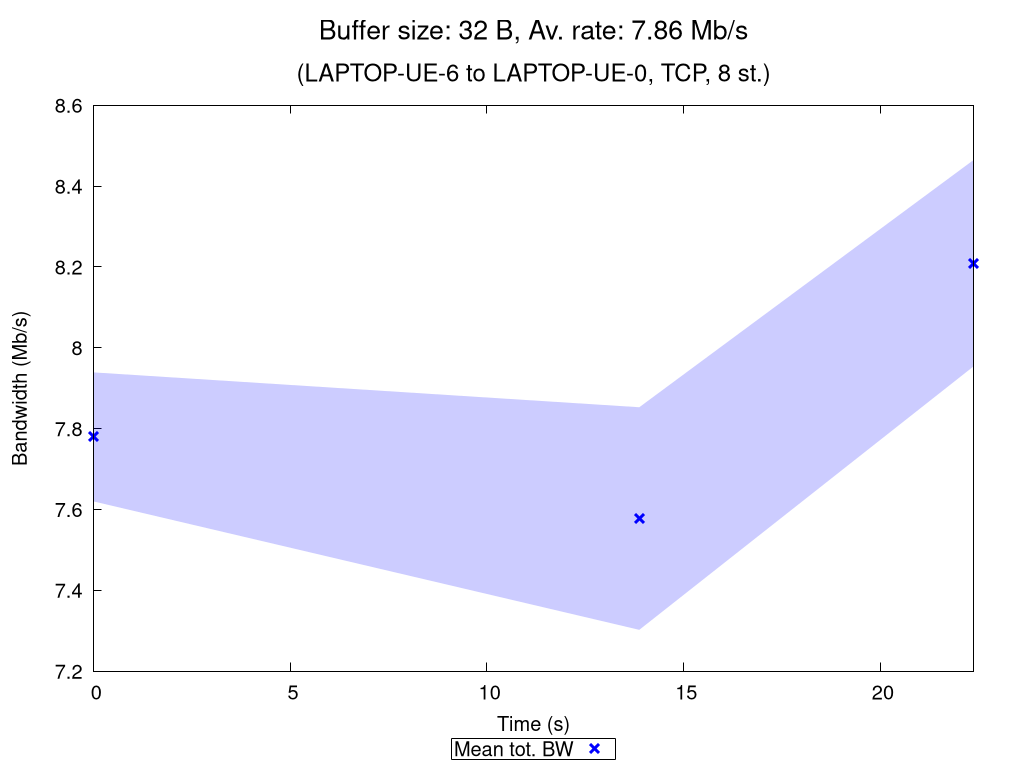 Buffer size: 32 B, Av. rate: 7.86 Mb/s
(LAPTOP-UE-6 to LAPTOP-UE-0, TCP, 8 st.)
8.6
8.4
8.2
8
7.8
7.6
7.4
7.2
Bandwidth (Mb/s)
0 5 10 15 20
Time (s)
Mean tot. BW